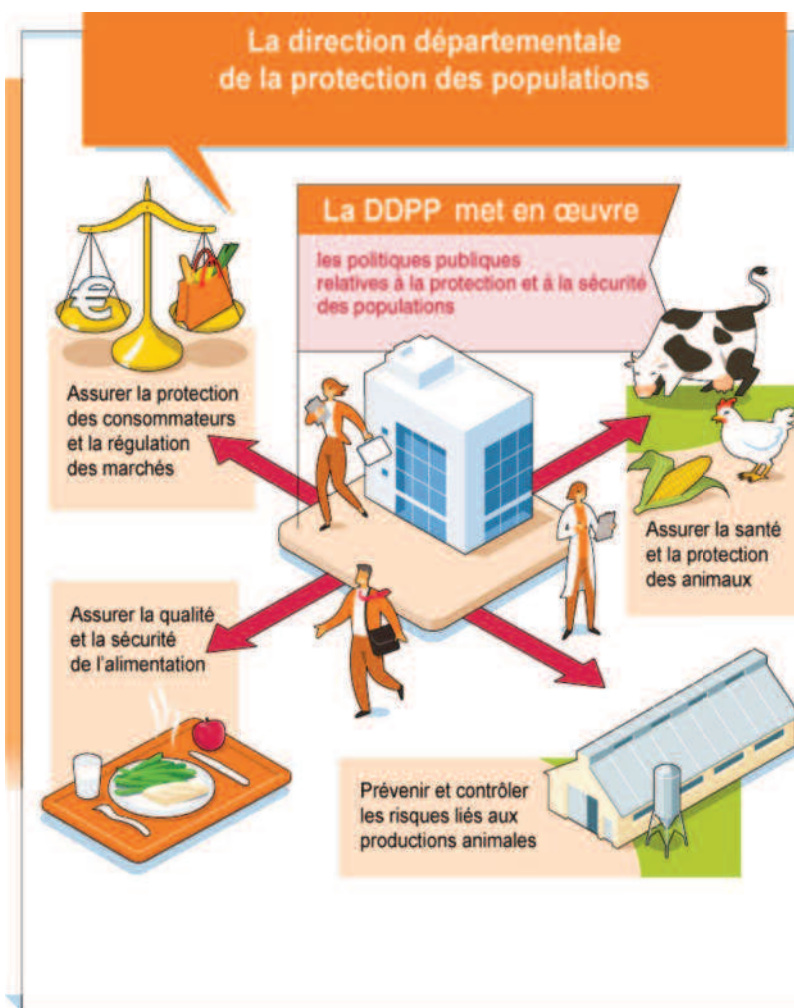 La direction départementale
de la protection des populations
La DDPP met en œuvre
les politiques publiques
relatives à la protection et à la sécurité
des populations
€
Assurer la protection
des consommateurs
et la régulation
des marchés
Assurer la santé
et la protection
des animaux
Assurer la qualité
et la sécurité
de l'alimentation
Prévenir et contrôler
les risques liés aux
productions animales